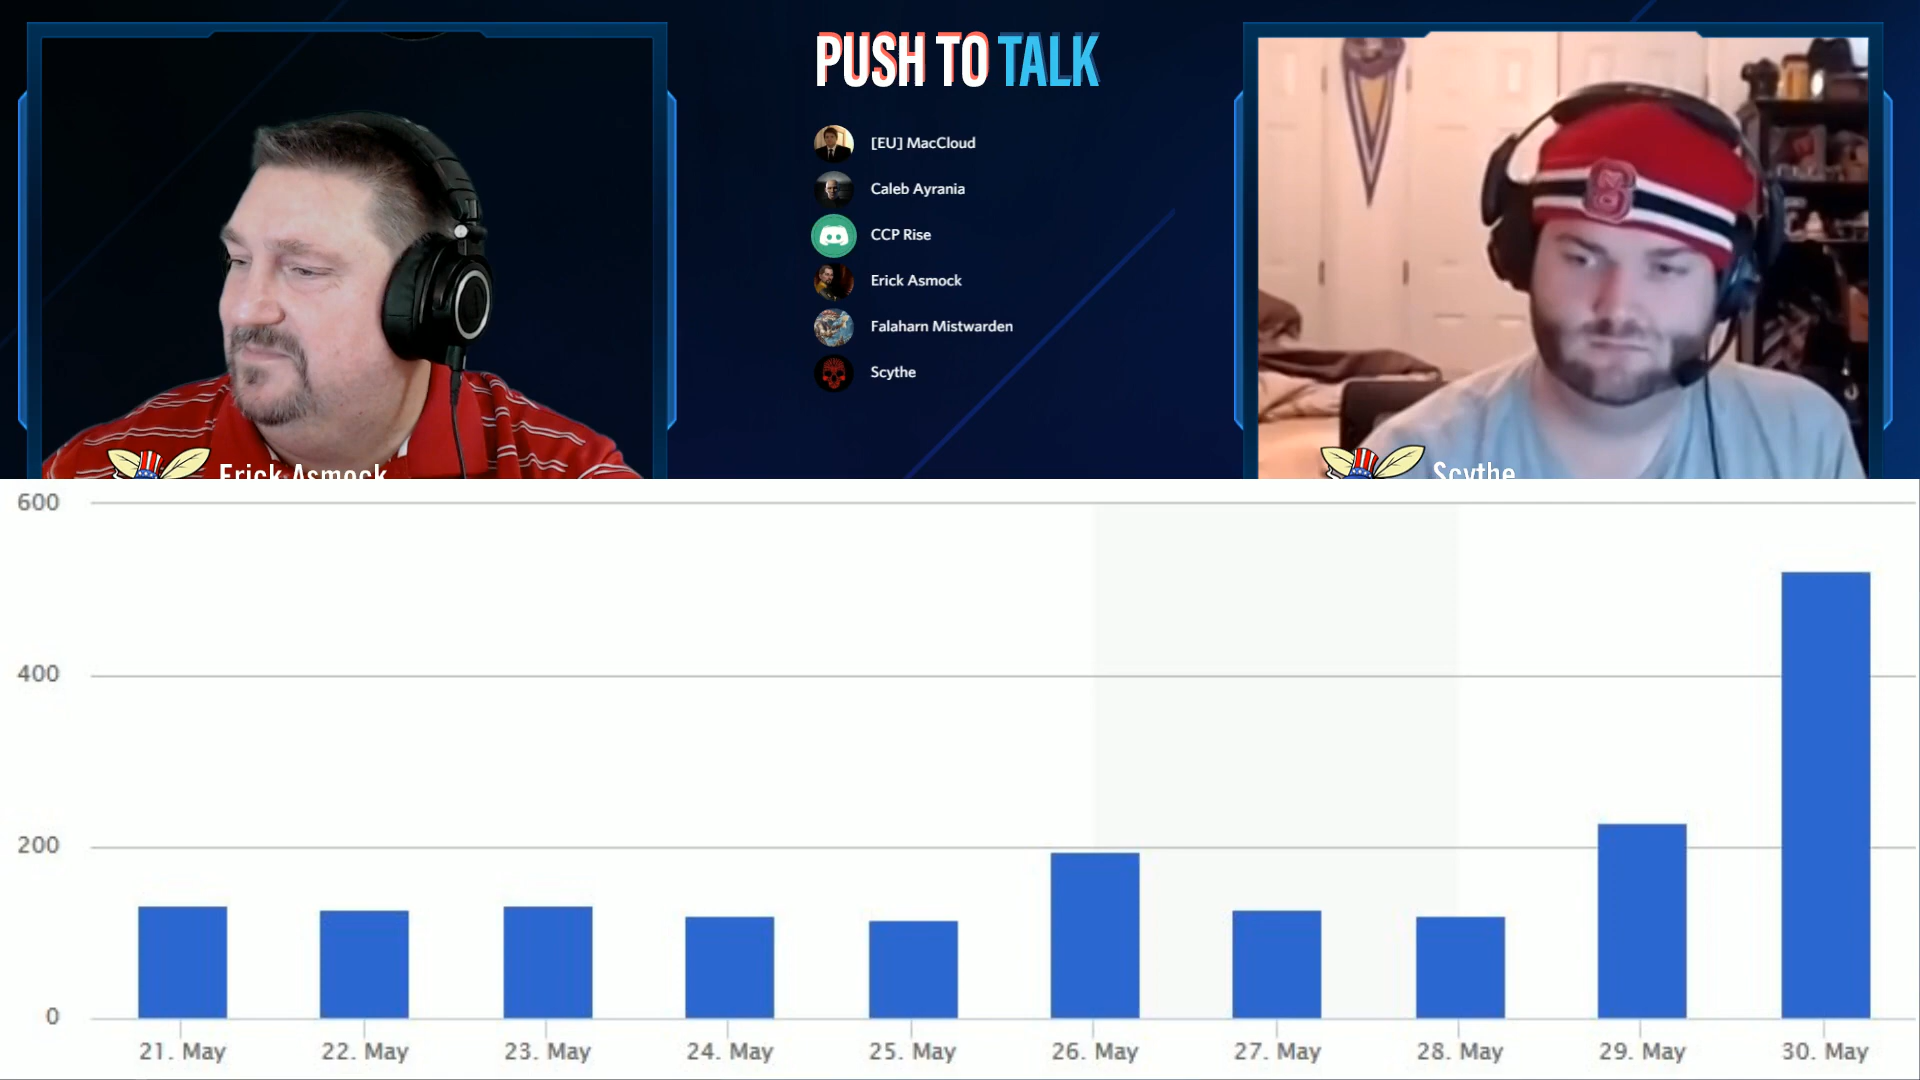 PUSH TO TALK
[EU] MacCloud
Caleb Ayrania
CCP Rise
Erick Asmock
Falaharn Mistwarden
Scythe
Erick Asmock
Scythe
600
400
200
0
21. May
22. May
23. May
24. May
25. May
26. May
27. May
28. May
29. May
30. May